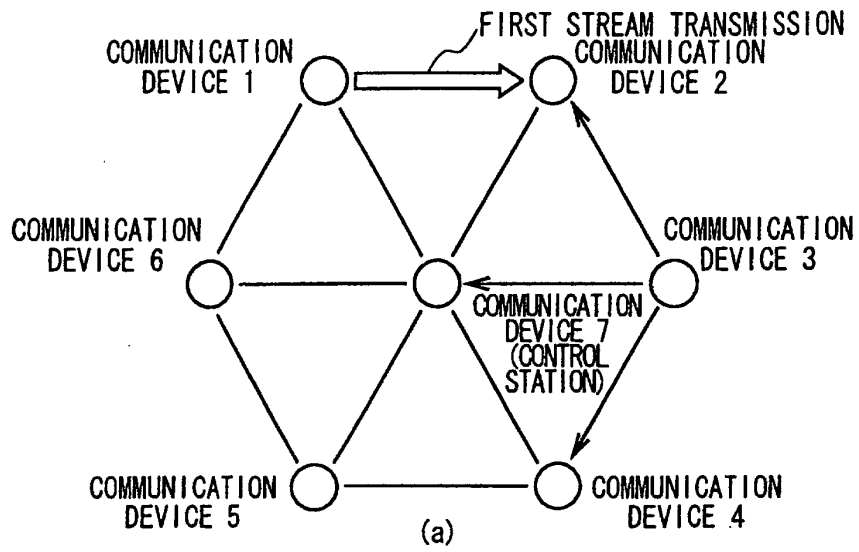 FIRST STREAM TRANSMISSION
COMMUNICATION
DEVICE 1
COMMUNICATION
DEVICE 2
COMMUNICATION
DEVICE 6
COMMUNICATION
DEVICE 3
COMMUNICATION
DEVICE 7
(CONTROL
STATION)
COMMUNICATION
DEVICE 5
COMMUNICATION
DEVICE 4
(a)